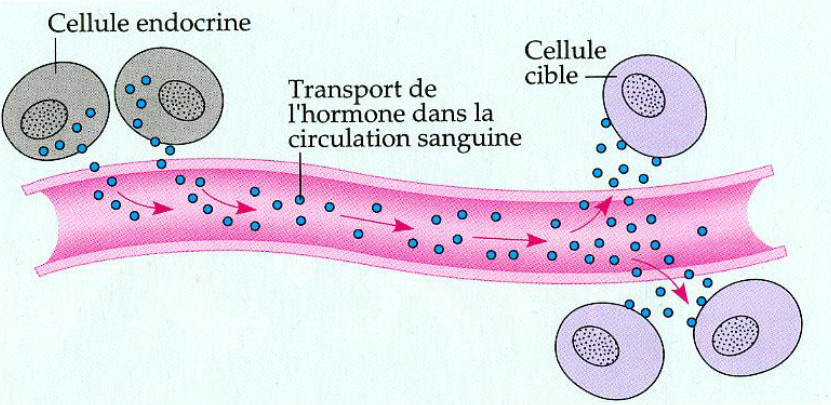 Cellule endocrine
Transport de
l'hormone dans la
circulation sanguine
Cellule
cible